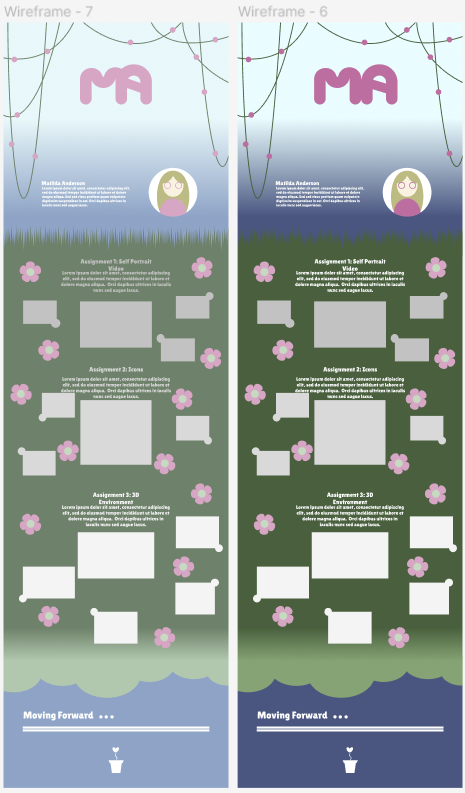 Wireframe - 7
MA
Matilda Anderson
Lorem ipsum dolor sit amet, consectetur adipiscing
elit, sed do eiusmod tempor incididunt ut labore et dolore
Assignment 1: Self Portrait
Video
Lorem ipsum dolor sit amet, consectetur adipiscing
elit, sed do eiusmod tempor incididunt ut labore et
dolore magna aliqua. Orci dapibus ultrices in iaculis
nunc sed augue lacus.
Assignment 2: Icons
Lorem ipsum dolor sit amet, consectetur adipiscing
elit, sed do eiusmod tempor incididunt ut labore et
dolore magna aliqua. Orci dapibus ultrices in iaculis
nunc sed augue lacus.
Assignment 3: 3D
Environment
Lorem ipsum dolor sit amet, consectetur adipiscing
elit, sed do eiusmod tempor incididunt ut labore et
dolore magna aliqua. Orci dapibus ultrices in
iaculis nunc sed augue lacus.
Moving Forward ...
Wireframe - 6
MA
Matilda Anderson
Lorem ipsum dolor sit amet, consectetur adipiscing
elit, sed do eiusmod tempor incididunt ut labore et dolore
Assignment 1: Self Portrait
Video
Lorem ipsum dolor sit amet, consectetur adipiscing
elit, sed do eiusmod tempor incididunt ut labore et
dolore magna aliqua. Orci dapibus ultrices in iaculis
nunc sed augue lacus.
Assignment 2: Icons
Lorem ipsum dolor sit amet, consectetur adipiscing
elit, sed do eiusmod tempor incididunt ut labore et
dolore magna aliqua. Orci dapibus ultrices in iaculis
nunc sed augue lacus.
Assignment 3: 3D
Environment
Lorem ipsum dolor sit amet, consectetur adipiscing
elit, sed do eiusmod tempor incididunt ut labore et
dolore magna aliqua. Orci dapibus ultrices in
iaculis nunc sed augue lacus.
Moving Forward ...